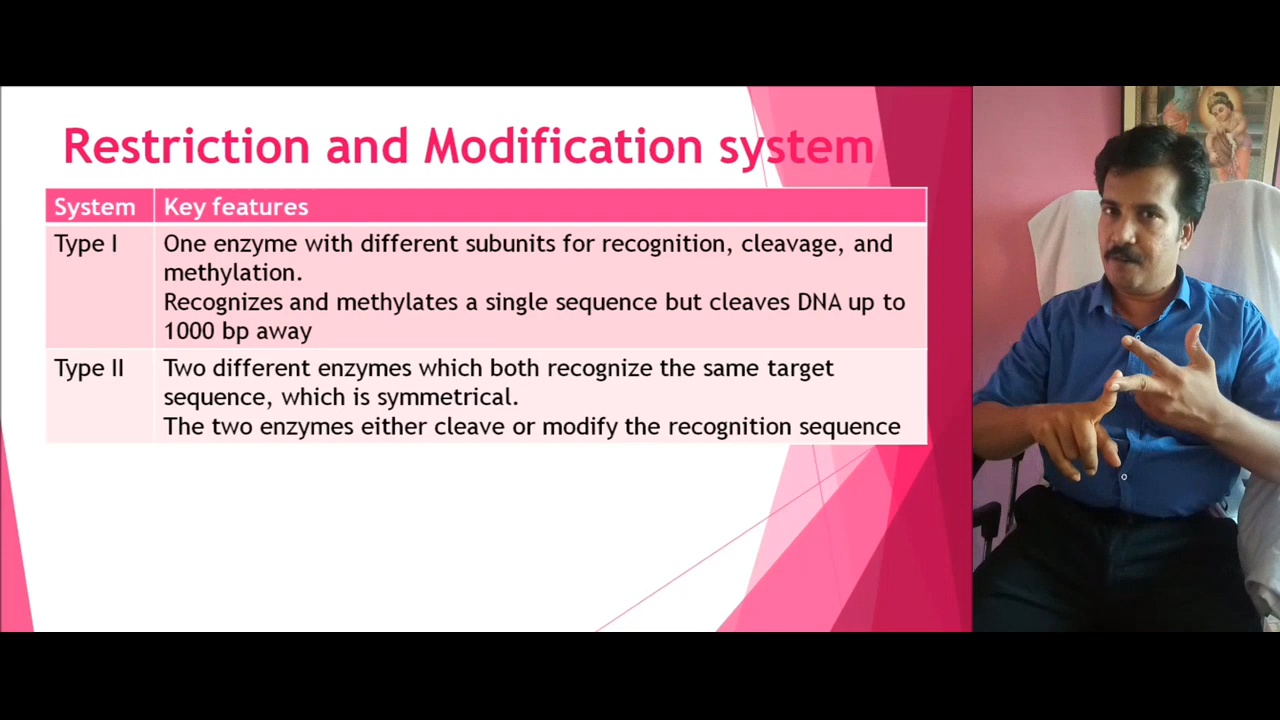 Restriction and Modification system
System Key features
Type I One enzyme with different subunits for recognition, cleavage, and
methylation.
Recognizes and methylates a single sequence but cleaves DNA up to
1000 bp away
Type II Two different enzymes which both recognize the same target
sequence, which is symmetrical.
The two enzymes either cleave or modify the recognition sequence